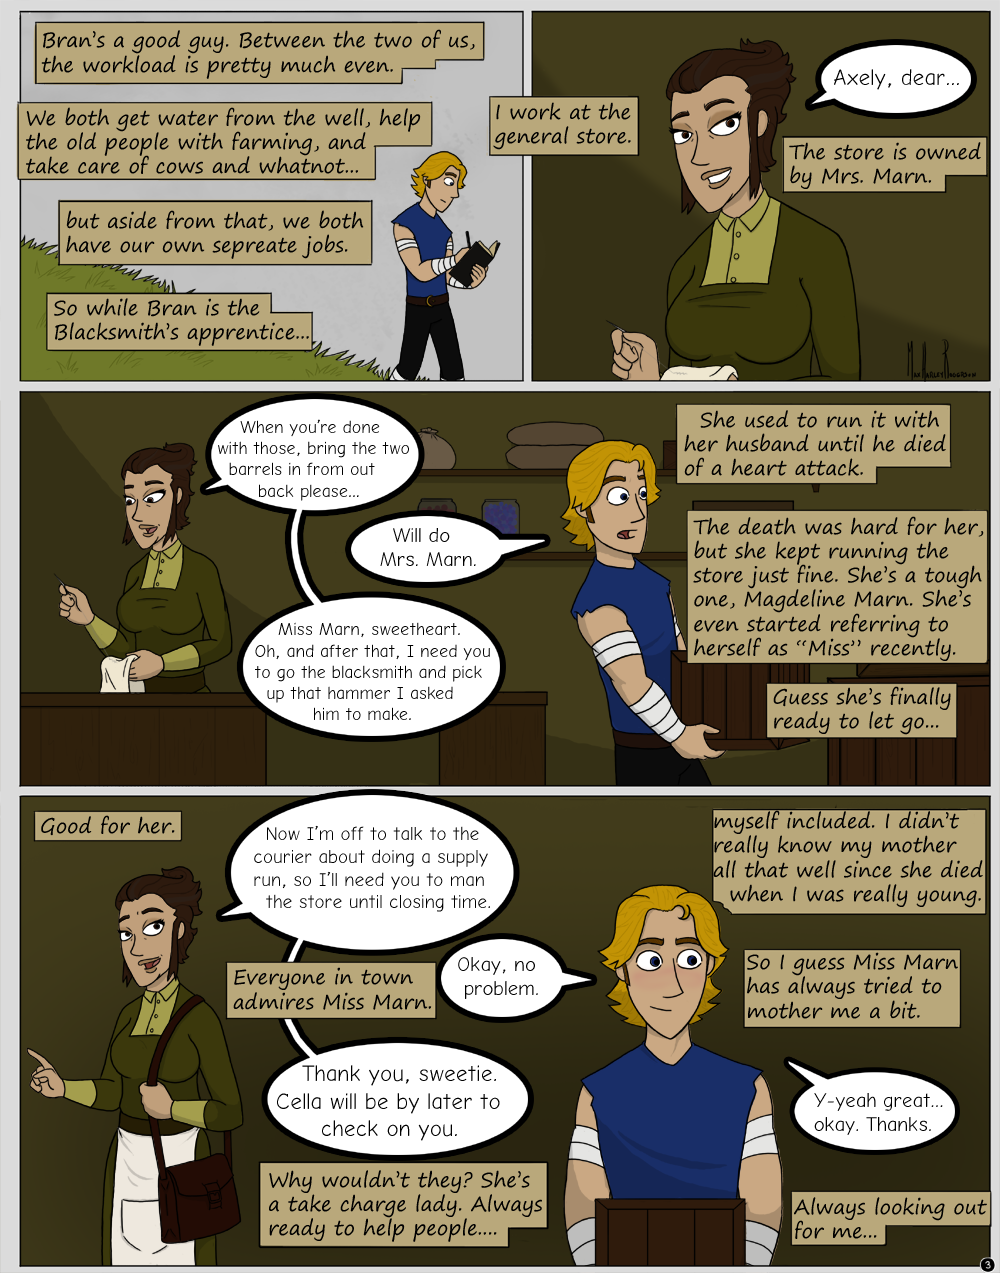 Bran's a good guy. Between the two of us,
the workload is pretty much even.
We both get water from the well, help
the old people with farming, and
take care of cows and whatnot...
but aside from that, we both
have our own sepreate jobs.
So while Bran is the
Blacksmith's apprentice...
I work at the
general store.
Axely, dear...
The store is owned
by Mrs. Marn.
When you're done
with those, bring the two
barrels in from out
back please...
Will do
Mrs. Marn.
Miss Marn, sweetheart.
Oh, and after that, I need you
to go the blacksmith and pick
up that hammer I asked
him to make.
She used to run it with
her husband until he died
of a heart attack.
The death was hard for her,
but she kept running the
store just fine. She's a tough
one, Magdeline Marn. She's
even started referring to
herself as "Miss" recently.
Guess she's finally
ready to let go...
Good for her.
Now I'm off to talk to the
courier about doing a supply
run, so I'll need you to man
the store until closing time.
Okay, no
problem.
Everyone in town
admires Miss Marn.
Thank you, sweetie.
Cella will be by later to
check on you.
Why wouldn't they? She's
a take charge lady. Always
ready to help people....
myself included. I didn't
really know my mother
all that well since she died
when I was really young.
So I guess Miss Marn
has always tried to
mother me a bit.
Y-yeah great...
okay. Thanks.
Always looking out
for me...
3